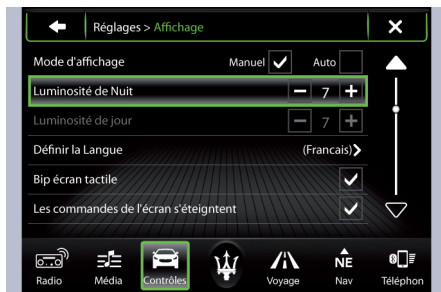 Réglages > Affichage
Mode d'affichage Manuel Auto
Luminosité de Nuit 7
Luminosité de jour 7
Définir la Langue (Francais)
Bip écran tactile
Les commandes de l'écran s'éteigntent
Radio Média Contrôles Voyage NE Nav Téléphon